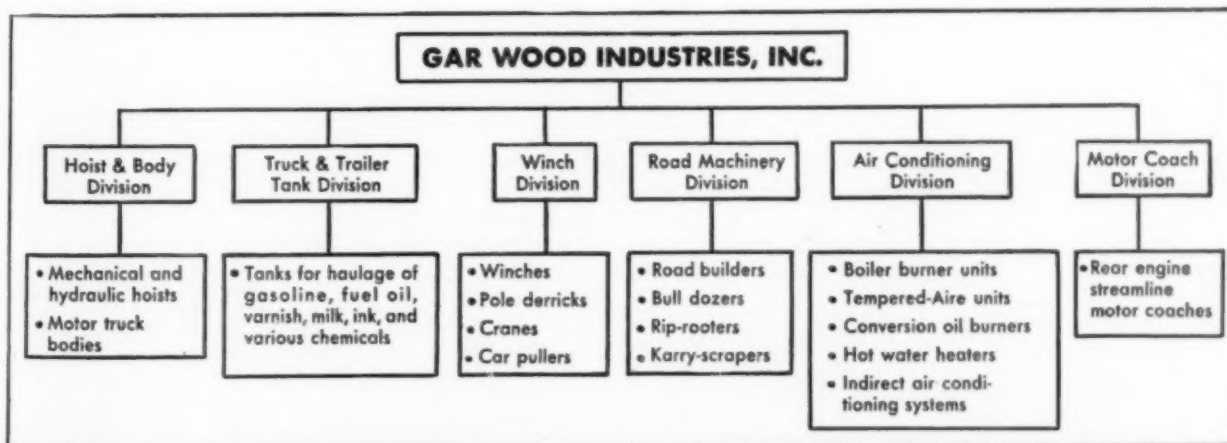 GAR WOOD INDUSTRIES, INC.
Hoist & Body
Division
Truck & Trailer
Tank Division
Winch
Division
Road Machinery
Division
Air Conditioning
Division
Motor Coach
Division
• Mechanical and
hydraulic hoists
• Motor truck
bodies
• Tanks for haulage of
gasoline, fuel oil,
varnish, milk, ink, and
various chemicals
• Winches
• Pole derricks
• Cranes
• Car pullers
• Road builders
• Bull dozers
• Rip-rooters
• Karry-scrapers
• Boiler burner units
• Tempered-Aire units
• Conversion oil burners
• Hot water heaters
• Indirect air condi-
tioning systems
• Rear engine
streamline
motor coaches